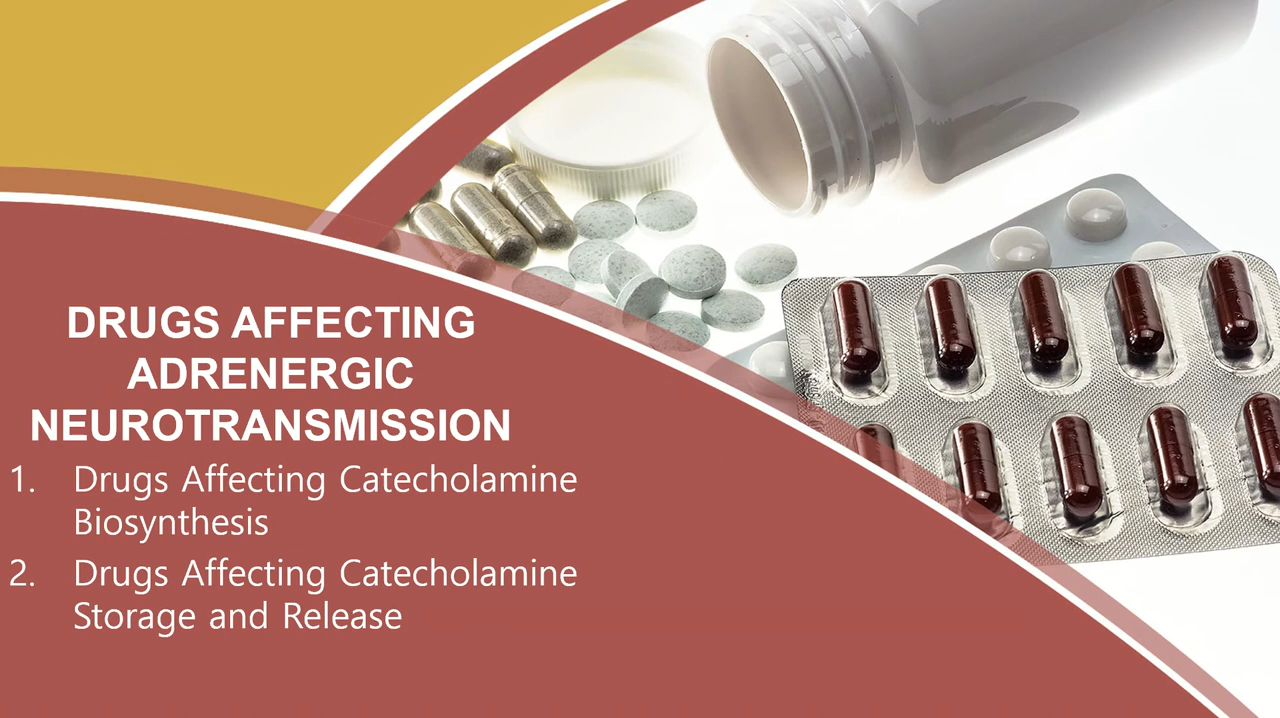 DRUGS AFFECTING
ADRENERGIC
NEUROTRANSMISSION
1. Drugs Affecting Catecholamine
Biosynthesis
2. Drugs Affecting Catecholamine
Storage and Release